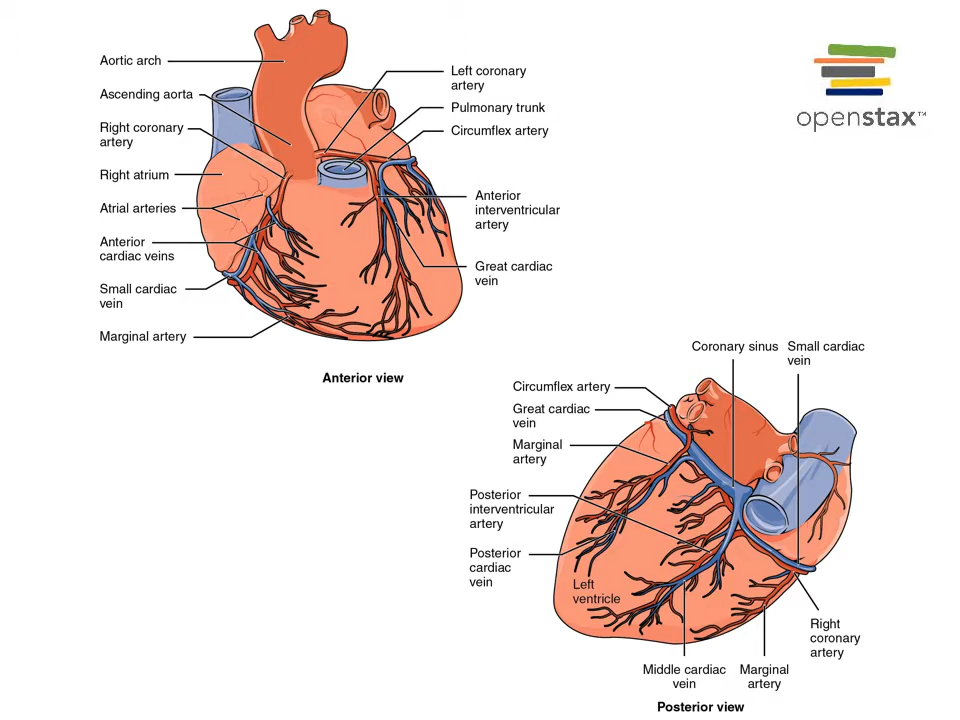 Aortic arch
Ascending aorta
Right coronary
artery
Right atrium
Atrial arteries
Anterior
cardiac veins
Small cardiac
vein
Marginal artery
Left coronary
artery
Pulmonary trunk
Circumflex artery
Anterior
interventricular
artery
Great cardiac
vein
Anterior view
openstax™
Coronary sinus
Small cardiac
vein
Circumflex artery
Great cardiac
vein
Marginal
artery
Posterior
interventricular
artery
Posterior
cardiac
vein
Left
ventricle
Right
coronary
artery
Middle cardiac
vein
Marginal
artery
Posterior view